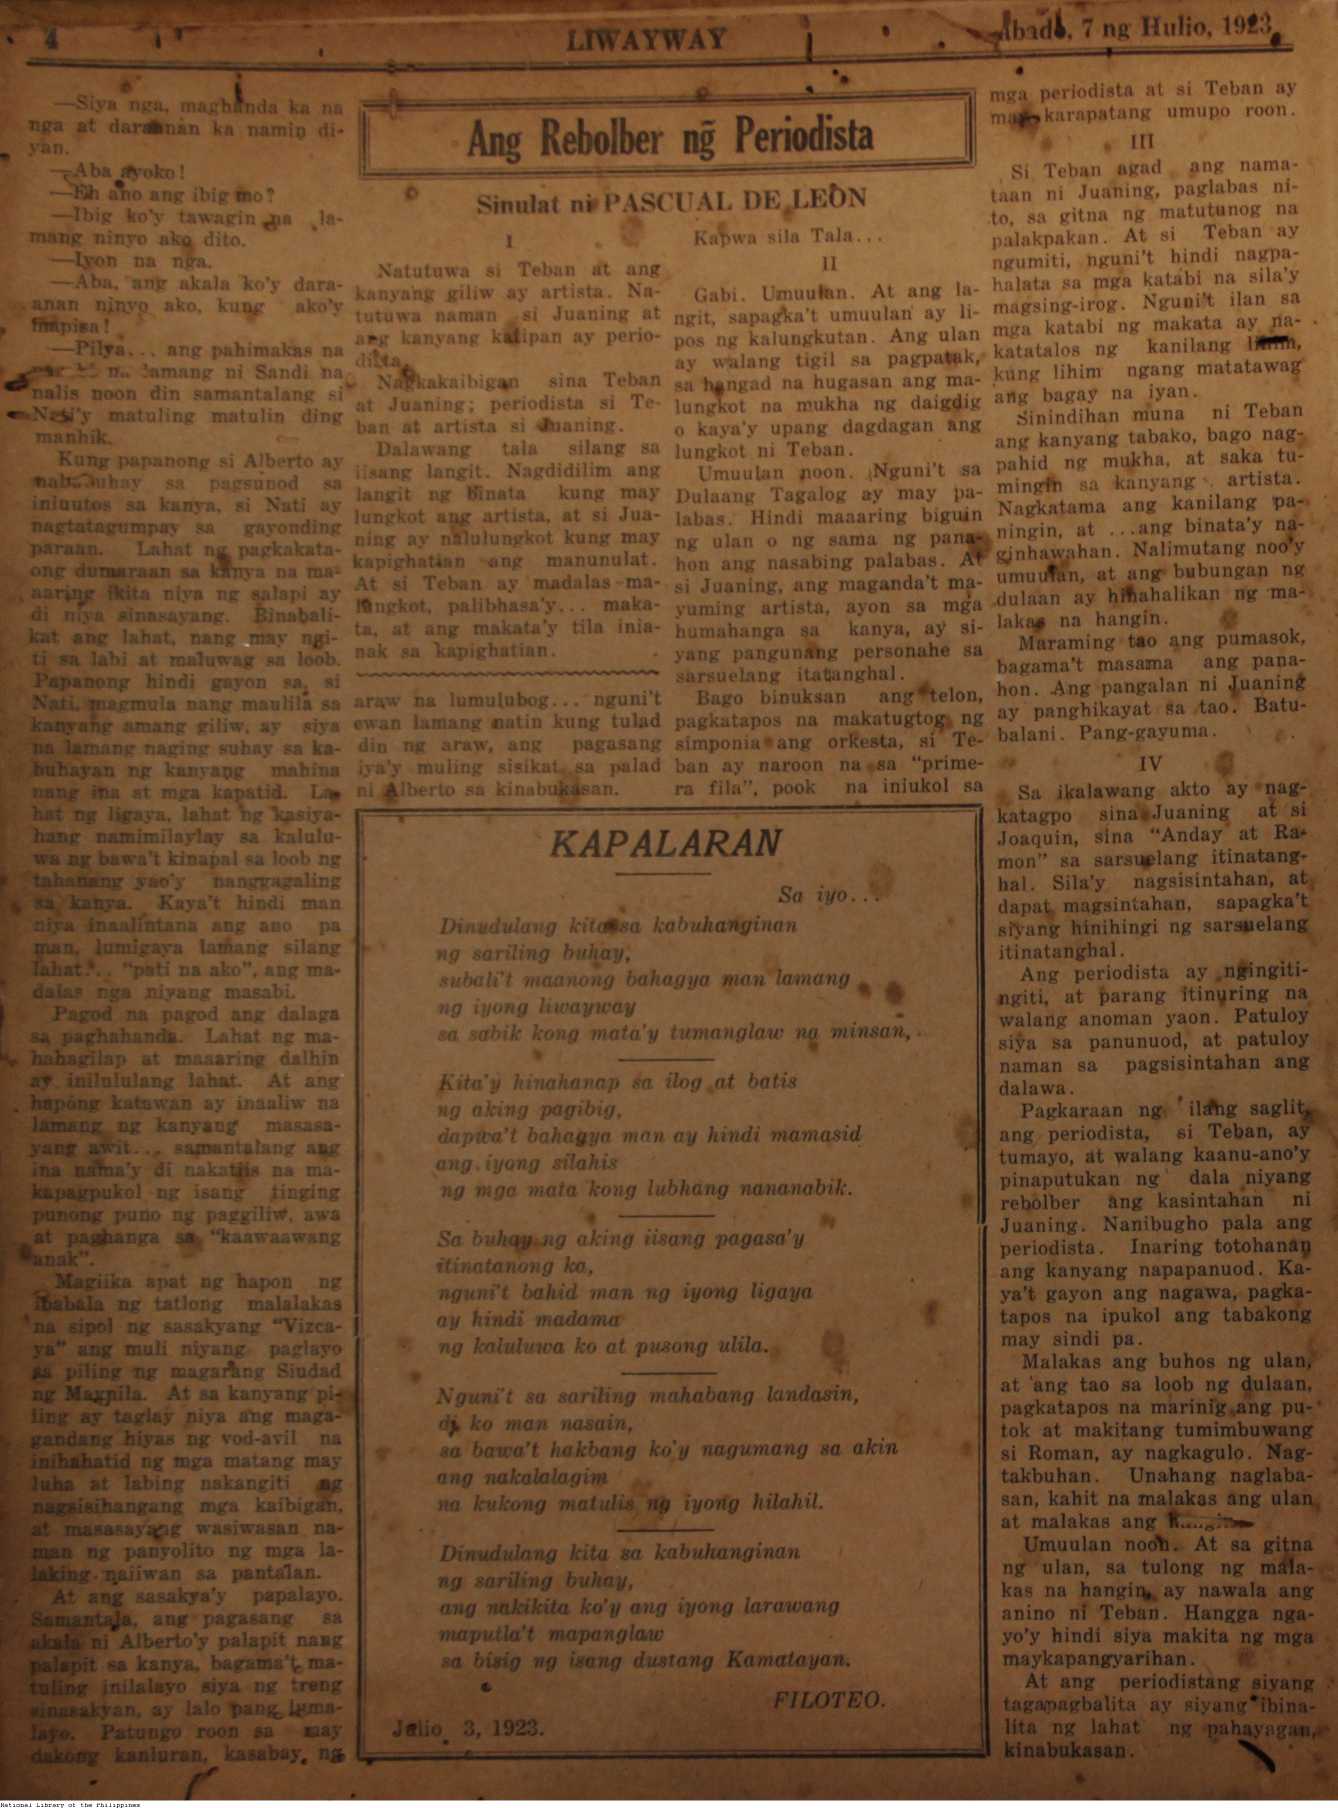 4
LIWAYWAY
7 ng Hulio, 1923
—Siya nga, maghanda ka na
nga at daraanan ka namin di-
yan.
—Aba ayoko!
—Eh ano ang ibig mo?
—Ibig ko'y tawagin na la-
mang ninyo ako dito.
—Iyon na nga.
—Aba, ang akala ko'y dara-
anan ninyo ako, kung ako'y
inapisa!
—Pilya... ang pahimakas na
lamang ni Sandi na
nalis noon din samantalang si
Nati'y matuling matulin ding
manhik.
Kung papanong si Alberto ay
sa pagsunod sa
iniuutos sa kanya, si Nati ay
nagtatagumpay sa gayonding
paraan. Lahat ng pagkakata-
ong dumaraan sa kanya na ma-
aaring ikita niya ng salapi ay
di niya sinasayang. Binabali-
kat ang lahat, nang may ngi-
ti sa labi at maluwag sa loob.
Papanong hindi gayon sa, si
Nati, magmula nang maulila sa
kanyang amang giliw, ay siya
na lamang naging suhay sa ka-
buhayan ng kanyang mahina
nang ina at mga kapatid. La-
hat ng ligaya, lahat ng kasiya-
hang namimilaylay sa kalulu-
wa ng bawa't kinapal sa loob ng
tahanang yao'y nanggagaling
sa kanya. Kaya't hindi man
niya inaalintana ang ano pa
man, lumigaya lamang silang
lahat... "pati na ako", ang ma-
dalas nga niyang masabi.
Pagod na pagod ang dalaga
sa paghahanda. Lahat ng ma-
hahagilap at maaaring dalhin
ay inilululang lahat. At ang
hapong katawan ay inaaliw na
lamang ng kanyang masasa-
yang awit... samantalang ang
ina nama'y di nakatiis na ma-
kapagpukol ng isang tinging
punong puno ng paggiliw, awa
at paghanga sa "kaawaawang
anak".
Magiika apat ng hapon ng
ibabala ng tatlong malalakas
na sipol ng sasakyang "Vizca-
ya" ang muli niyang paglayo
sa piling ng magarang Siudad
ng Maynila. At sa kanyang pi-
ling ay taglay niya ang maga-
gandang hiyas ng vod-avil na
inihahatid ng mga matang may
luha at labing nakangiti ng
nagsisihangang mga kaibigan,
at masasayang wasiwasan na-
man ng panyolito ng mga la-
laking naiiwan sa pantalan.
At ang sasakya'y papalayo.
Samantala, ang pagasang sa
akala ni Alberto'y palapit nang
palapit sa kanya, bagama't ma-
tuling inilalayo siya ng treng
sinasakyan, ay lalo pang luma-
layo. Patungo roon sa may
dakong kanluran, kasabay ng
Ang Rebolber ng̃ Periodista
Sinulat ni PASCUAL DE LEON
I
Natutuwa si Teban at ang
kanyang giliw ay artista. Na-
tutuwa naman si Juaning at
ang kanyang katipan ay perio-
dista.
Nagkakaibigan sina Teban
at Juaning; periodista si Te-
ban at artista si Juaning.
Dalawang tala silang sa
iisang langit. Nagdidilim ang
langit ng binata kung may
lungkot ang artista, at si Jua-
ning ay nalulungkot kung may
kapighatian ang manunulat.
At si Teban ay madalas ma-
lungkot, palibhasa'y... maka-
ta, at ang makata'y tila inia-
nak sa kapighatian.
araw na lumulubog... nguni't
ewan lamang natin kung tulad
din ng araw, ang pagasang
iya'y muling sisikat sa palad
ni Alberto sa kinabukasan.
Kapwa sila Tala...
II
Gabi. Umuulan. At ang la-
ngit, sapagka't umuulan ay li-
pos ng kalungkutan. Ang ulan
ay walang tigil sa pagpatak,
sa hangad na hugasan ang ma-
lungkot na mukha ng daigdig
o kaya'y upang dagdagan ang
lungkot ni Teban.
Umuulan noon. Nguni't sa
Dulaang Tagalog ay may pa-
labas. Hindi maaaring biguin
ng ulan o ng sama ng pana-
hon ang nasabing palabas. At
si Juaning, ang maganda't ma-
yuming artista, ayon sa mga
humahanga sa kanya, ay si-
yang pangunang personahe sa
sarsuelang itatanghal.
Bago binuksan ang telon,
pagkatapos na makatugtog ng
simponia ang orkesta, si Te-
ban ay naroon na sa "prime-
ra fila", pook na iniukol sa
mga periodista at si Teban ay
may karapatang umupo roon.
III
Si Teban agad ang nama-
taan ni Juaning, paglabas ni-
to, sa gitna ng matutunog na
palakpakan. At si Teban ay
ngumiti, nguni't hindi nagpa-
halata sa mga katabi na sila'y
magsing-irog. Nguni't ilan sa
mga katabi ng makata ay na-
katatalos ng kanilang lihim,
kung lihim ngang matatawag
ang bagay na iyan.
Sinindihan muna ni Teban
ang kanyang tabako, bago nag-
pahid ng mukha, at saka tu-
mingin sa kanyang artista.
Nagkatama ang kanilang pa-
ningin, at ...ang binata'y na-
ginhawahan. Nalimutang noo'y
umuulan, at ang bubungan ng
dulaan ay hinahalikan ng ma-
lakas na hangin.
Maraming tao ang pumasok,
bagama't masama ang pana-
hon. Ang pangalan ni Juaning
ay panghikayat sa tao. Batu-
balani. Pang-gayuma.
IV
Sa ikalawang akto ay nag-
katagpo sina Juaning at si
Joaquin, sina "Anday at Ra-
mon" sa sarsuelang itinatang-
hal. Sila'y nagsisintahan, at
dapat magsintahan, sapagka't
siyang hinihingi ng sarsuelang
itinatanghal.
Ang periodista ay ngingiti-
ngiti, at parang itinuring na
walang anoman yaon. Patuloy
siya sa panunuod, at patuloy
naman sa pagsisintahan ang
dalawa.
Pagkaraan ng ilang saglit,
ang periodista, si Teban, ay
tumayo, at walang kaanu-ano'y
pinaputukan ng dala niyang
rebolber ang kasintahan ni
Juaning. Nanibugho pala ang
periodista. Inaring totohanan
ang kanyang napapanuod. Ka-
ya't gayon ang nagawa, pagka-
tapos na ipukol ang tabakong
may sindi pa.
Malakas ang buhos ng ulan,
at ang tao sa loob ng dulaan,
pagkatapos na marinig ang pu-
tok at makitang tumimbuwang
si Roman, ay nagkagulo. Nag-
takbuhan. Unahang naglaba-
san, kahit na malakas ang ulan
at malakas ang
Umuulan noon. At sa gitna
ng ulan, sa tulong ng mala-
kas na hangin, ay nawala ang
anino ni Teban. Hangga nga-
yo'y hindi siya makita ng mga
maykapangyarihan.
At ang periodistang siyang
tagapagbalita ay siyang ibina-
lita ng lahat ng pahayagan,
kinabukasan.
KAPALARAN
Sa iyo...
Dinudulang kita sa kabuhanginan
ng sariling buhay,
subali't maanong bahagya man lamang
ng iyong liwayway
sa sabik kong mata'y tumanglaw na minsan,
Kita'y hinahanap sa ilog at batis
ng aking pagibig,
dapwa't bahagya man ay hindi mamasid
ang iyong silahis
ng mga mata kong lubhang nananabik.
Sa buhay ng aking iisang pagasa'y
itinatanong ka,
nguni't bahid man ng iyong ligaya
ay hindi madama
ng kaluluwa ko at pusong ulila.
Nguni't sa sariling mahabang landasin,
di ko man nasain,
sa bawa't hakbang ko'y nagumang sa akin
ang nakalalagim
na kukong matulis ng iyong hilahil.
Dinudulang kita sa kabuhanginan
ng sariling buhay,
ang nakikita ko'y ang iyong larawang
maputla't mapanglaw
sa bisig ng isang dustang Kamatayan.
FILOTEO.
Julio 3, 1923.
National Library of the Philippines